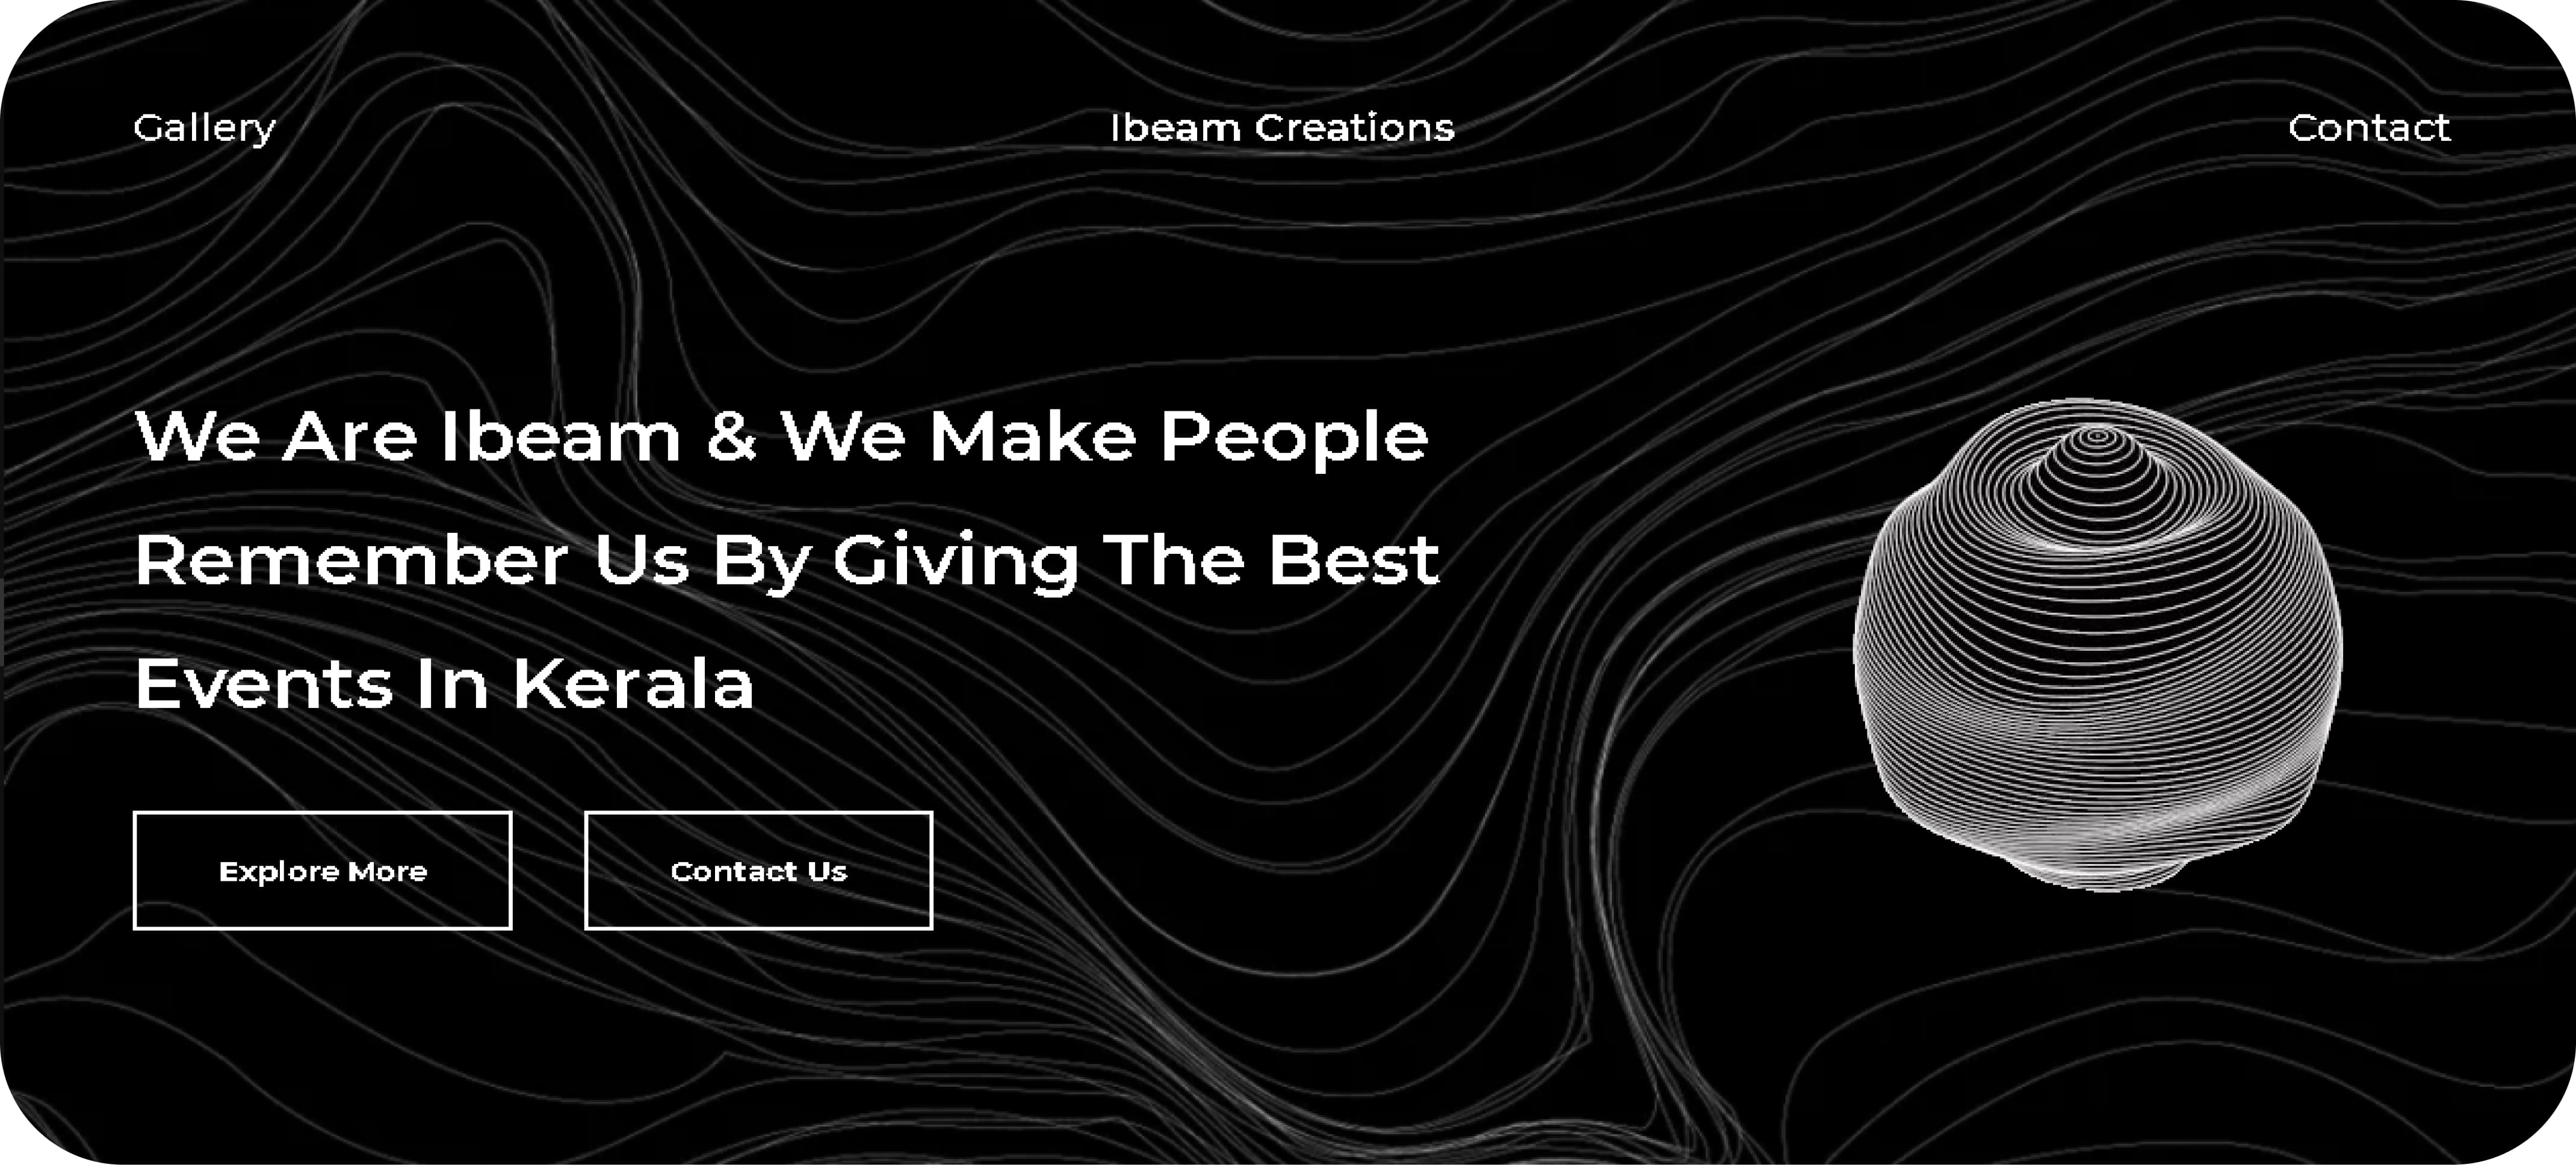 Gallery
Ibeam Creations
Contact
We Are Ibeam & We Make People
Remember Us By Giving The Best
Events In Kerala
Explore More
Contact Us